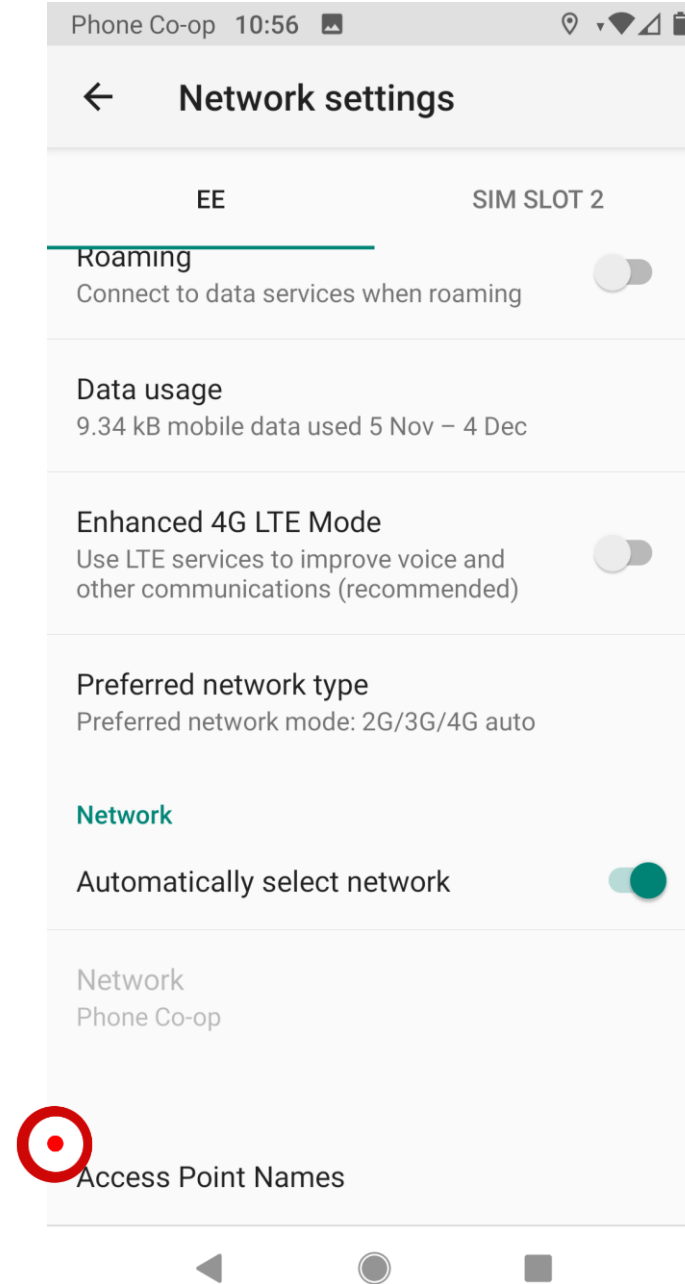 Phone Co-op 10:56
Network settings
EE SIM SLOT 2
Roaming
Connect to data services when roaming
Data usage
9.34 kB mobile data used 5 Nov – 4 Dec
Enhanced 4G LTE Mode
Use LTE services to improve voice and
other communications (recommended)
Preferred network type
Preferred network mode: 2G/3G/4G auto
Network
Automatically select network
Network
Phone Co-op
Access Point Names